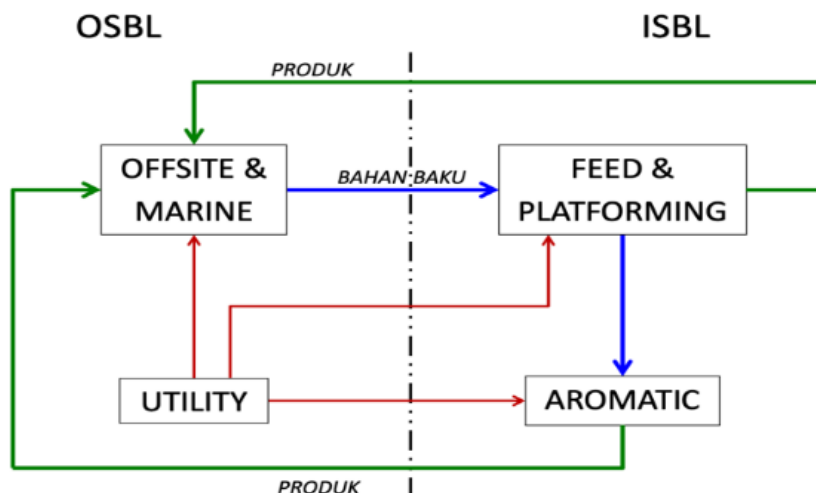 OSBL
ISBL
PRODUK
OFFSITE &
MARINE
BAHAN BAKU
FEED &
PLATFORMING
UTILITY
AROMATIC
PRODUK